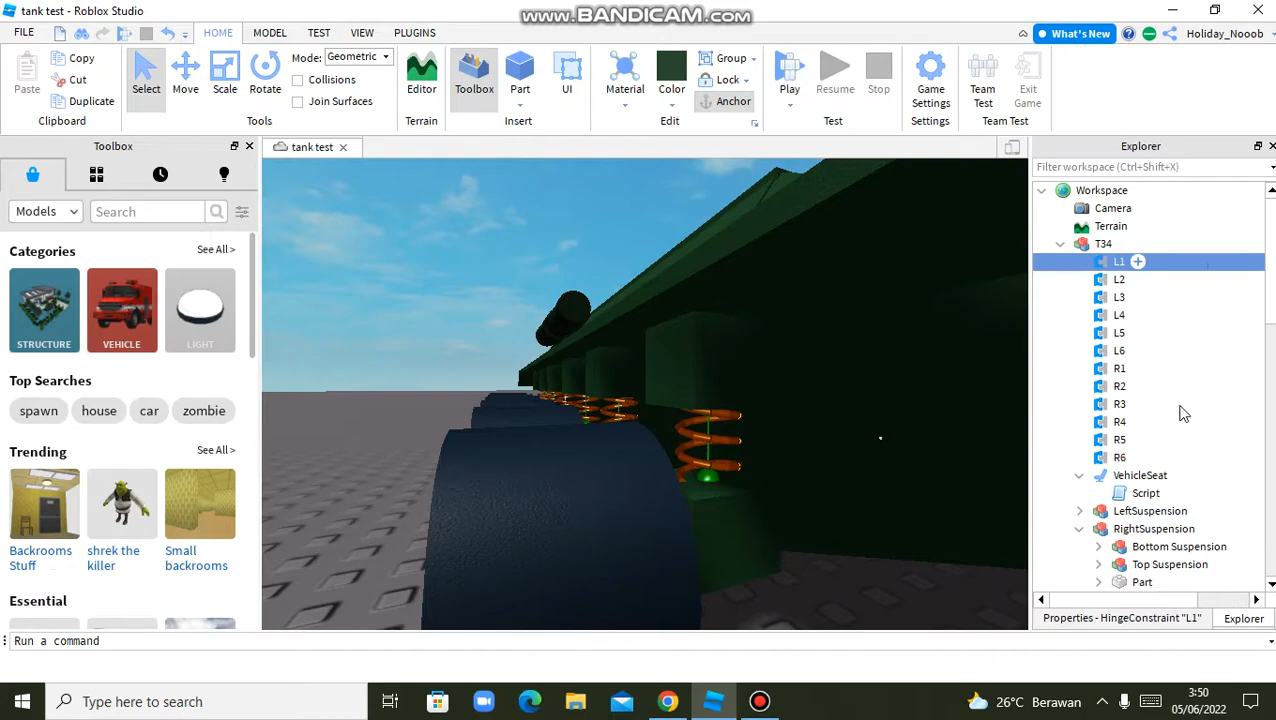 tank test - Roblox Studio
www.BANDICAM.com
FILE
HOME
MODEL
TEST
VIEW
PLUGINS
What's New
Holiday_Nooob
Paste
Copy
Cut
Duplicate
Clipboard
Select
Move
Scale
Rotate
Mode: Geometric
Collisions
Join Surfaces
Tools
Editor
Terrain
Toolbox
Part
UI
Insert
Material
Color
Group
Lock
Anchor
Edit
Play
Resume
Stop
Test
Game
Settings
Settings
Team
Test
Exit
Game
Team Test
Toolbox
Models
Search
Categories
See All >
STRUCTURE
VEHICLE
LIGHT
Top Searches
spawn
house
car
zombie
Trending
See All >
Backrooms
Stuff
shrek the
killer
Small
backrooms
Essential
tank test
Explorer
Filter workspace (Ctrl+Shift+X)
Workspace
Camera
Terrain
T34
L1
L2
L3
L4
L5
L6
R1
R2
R3
R4
R5
R6
VehicleSeat
Script
LeftSuspension
RightSuspension
Bottom Suspension
Top Suspension
Part
Properties - HingeConstraint "L1"
Explorer
Run a command
Type here to search
26°C Berawan
3:50
05/06/2022